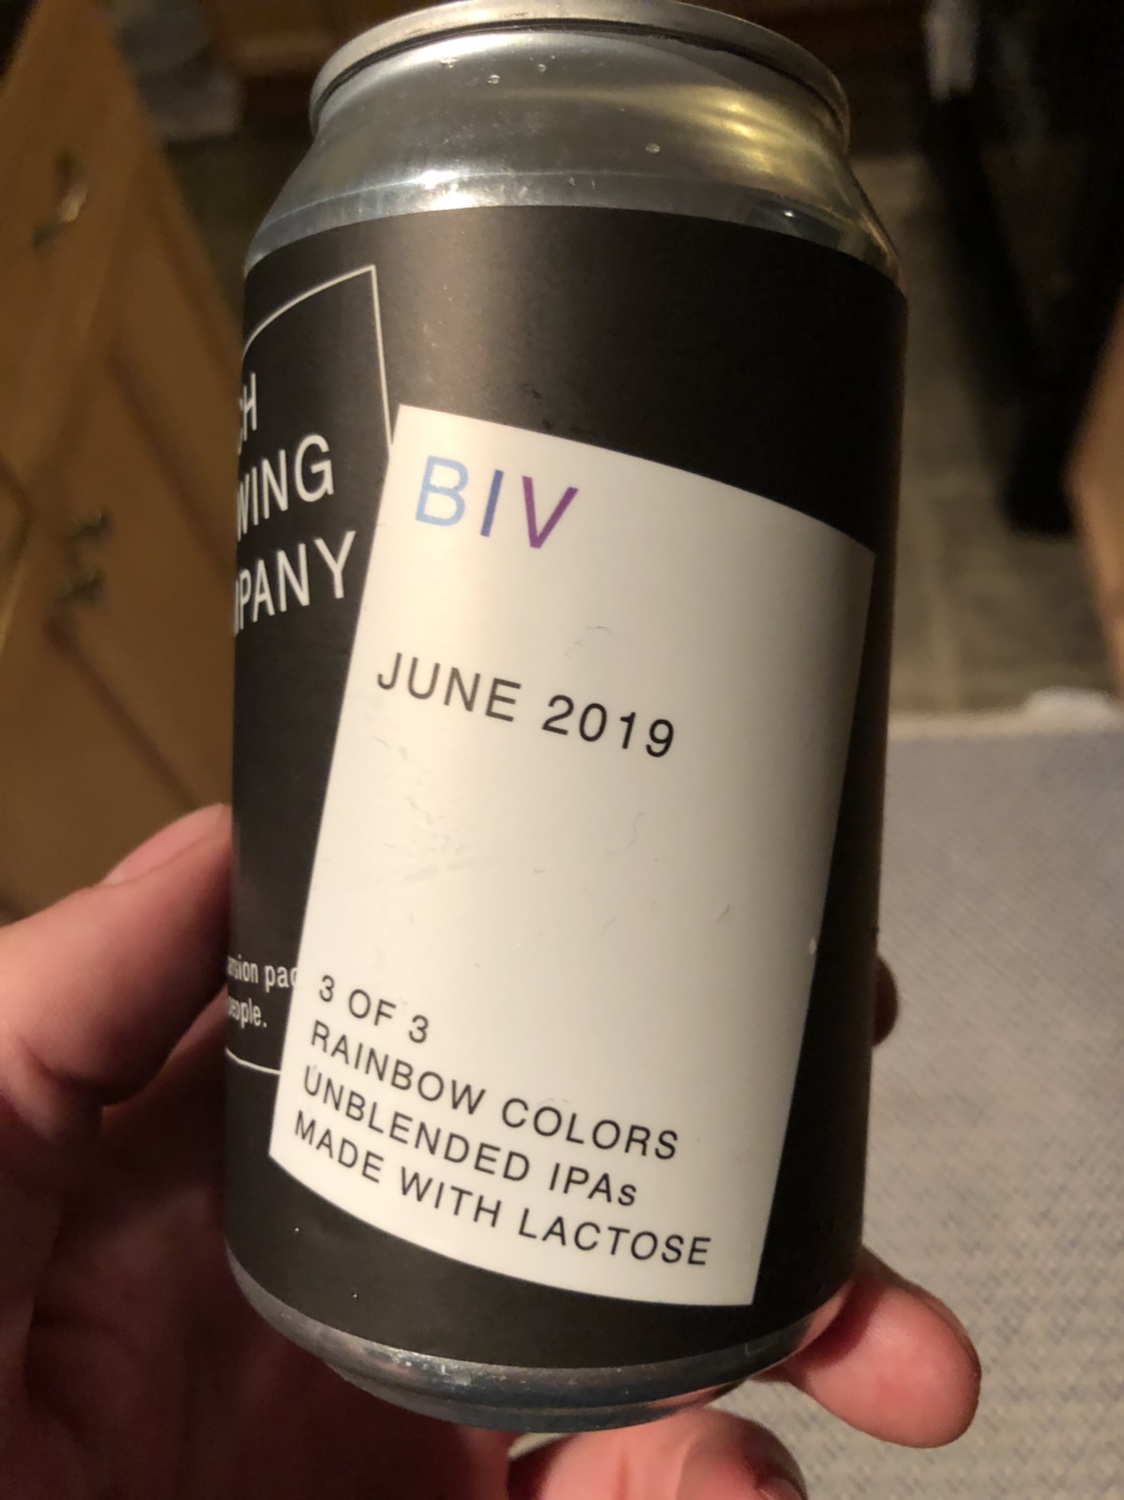 WING
PANY
BIV
JUNE 2019
3 OF 3
RAINBOW COLORS
UNBLENDED IPAs
MADE WITH LACTOSE